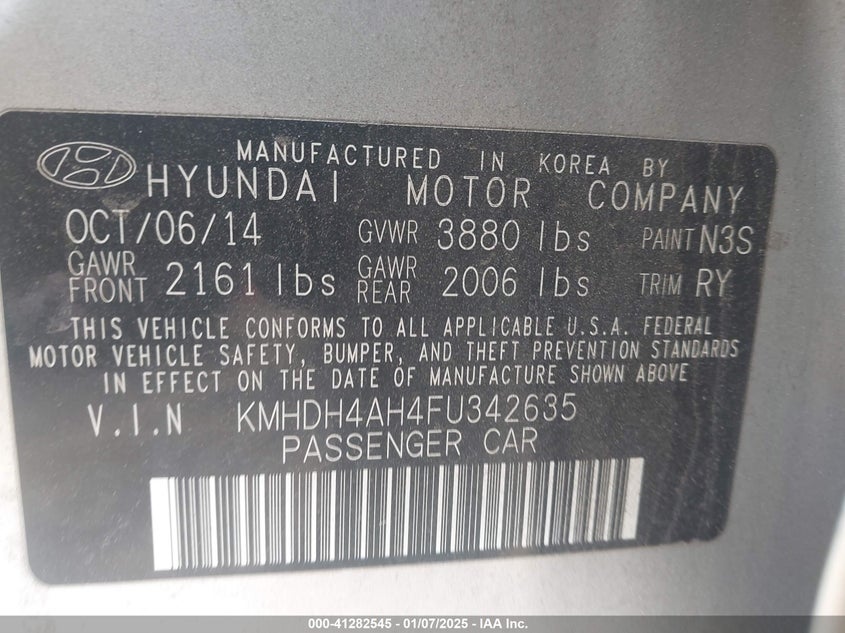 MANUFACTURED IN KOREA BY
HYUNDAI MOTOR COMPANY
OCT/06/14 GVWR 3880 lbs PAINT N3S
GAWR FRONT 2161 lbs GAWR REAR 2006 lbs TRIM RY
THIS VEHICLE CONFORMS TO ALL APPLICABLE U.S.A. FEDERAL
MOTOR VEHICLE SAFETY, BUMPER, AND THEFT PREVENTION STANDARDS
IN EFFECT ON THE DATE OF MANUFACTURE SHOWN ABOVE
V.I.N KMHDH4AH4FU342635
PASSENGER CAR
000-41282545 - 01/07/2025 - IAA Inc.